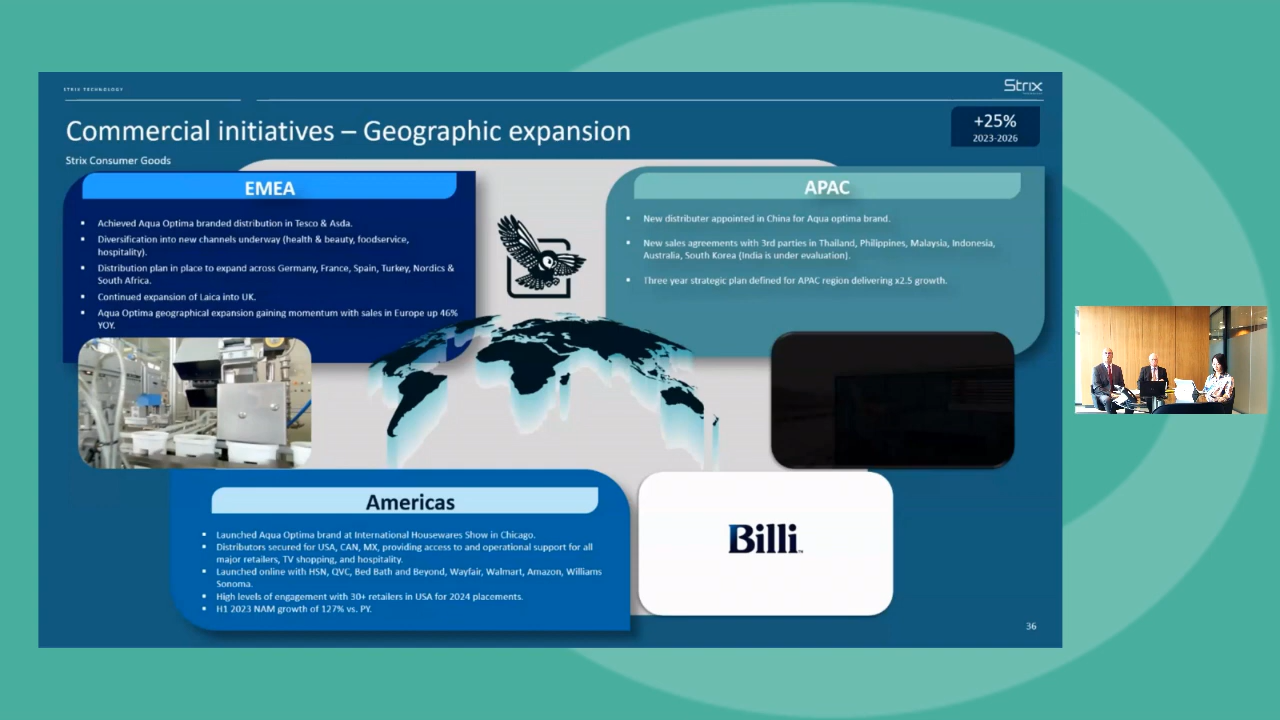 STRIX TECHNOLOGY
Strix
Commercial initiatives – Geographic expansion
+25%
2023-2026
Strix Consumer Goods
EMEA
▪ Achieved Aqua Optima branded distribution in Tesco & Asda.
▪ Diversification into new channels underway (health & beauty, foodservice,
hospitality).
▪ Distribution plan in place to expand across Germany, France, Spain, Turkey, Nordics &
South Africa.
▪ Continued expansion of Laica into UK.
▪ Aqua Optima geographical expansion gaining momentum with sales in Europe up 46%
YOY.
APAC
▪ New distributer appointed in China for Aqua optima brand.
▪ New sales agreements with 3rd parties in Thailand, Philippines, Malaysia, Indonesia,
Australia, South Korea (India is under evaluation).
▪ Three year strategic plan defined for APAC region delivering x2.5 growth.
Americas
▪ Launched Aqua Optima brand at International Housewares Show in Chicago.
▪ Distributors secured for USA, CAN, MX, providing access to and operational support for all
major retailers, TV shopping, and hospitality.
▪ Launched online with HSN, QVC, Bed Bath and Beyond, Wayfair, Walmart, Amazon, Williams
Sonoma.
▪ High levels of engagement with 30+ retailers in USA for 2024 placements.
▪ H1 2023 NAM growth of 127% vs. PY.
Billi™
36